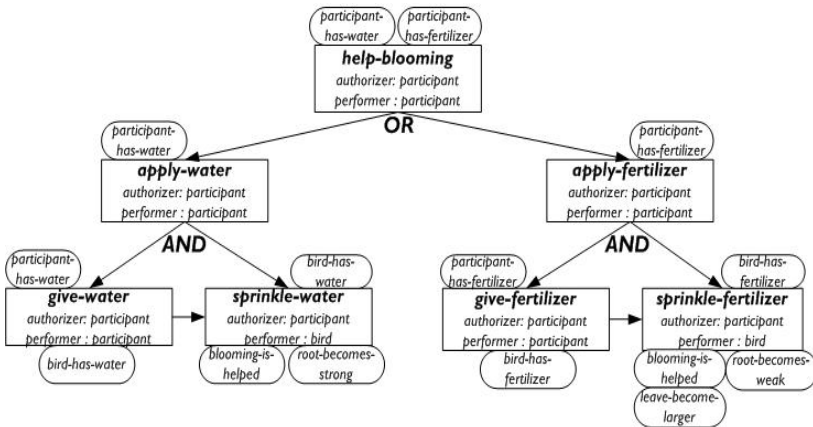 participant-
has-water
participant-
has-fertilizer
help-blooming
authorizer: participant
performer : participant
OR
participant-
has-water
apply-water
authorizer: participant
performer : participant
participant-
has-fertilizer
apply-fertilizer
authorizer: participant
performer : participant
AND
participant-
has-water
give-water
authorizer: participant
performer : participant
bird-has-water
bird-has-
water
sprinkle-water
authorizer: participant
performer : bird
blooming-is-
helped
root-becomes-
strong
AND
participant-
has-fertilizer
give-fertilizer
authorizer: participant
performer : participant
bird-has-
fertilizer
bird-has-
fertilizer
sprinkle-fertilizer
authorizer: participant
performer : bird
blooming-is-
helped
root-becomes-
weak
leave-become-
larger